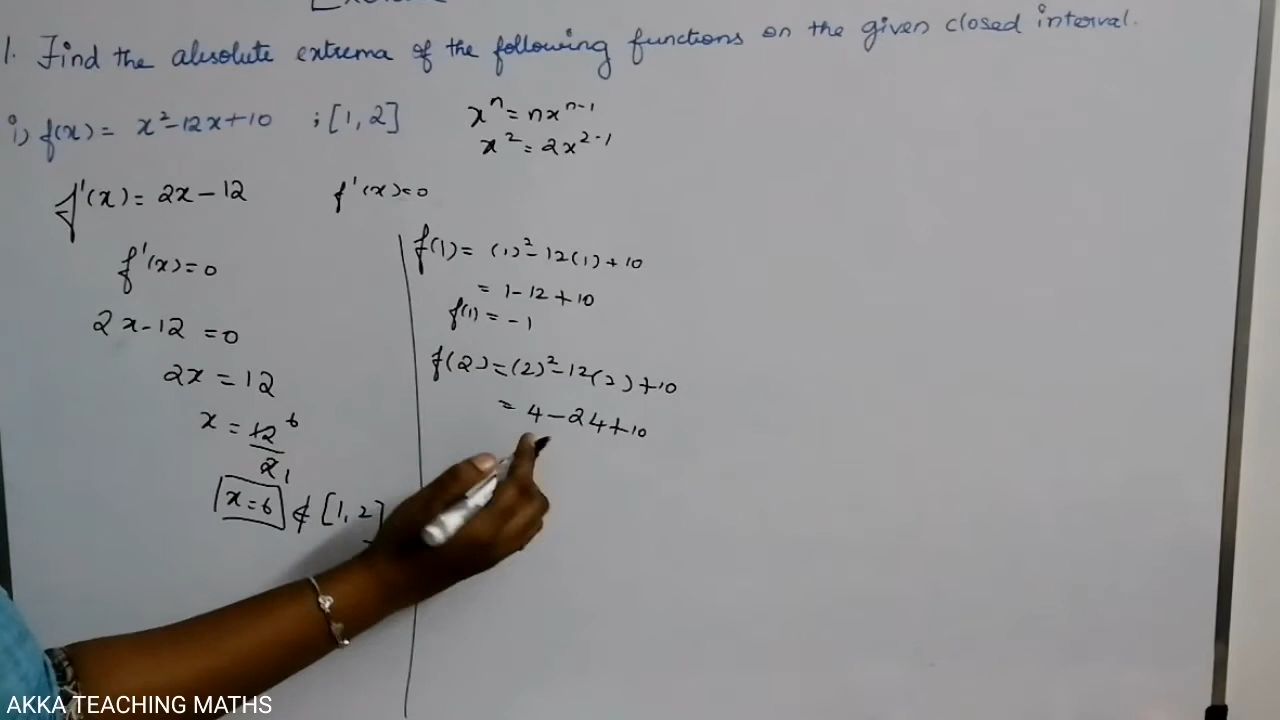 1. Find the absolute extrema of the following functions on the given closed interval.
i) f(x) = x²-12x+10 ; [1, 2]
xⁿ = nxⁿ⁻¹
x² = 2x²⁻¹
f'(x) = 2x - 12 f'(x)=0
f'(x)=0
2x-12 =0
2x = 12
x = 12/2 6 1
x=6 ∉ [1, 2]
f(1) = (1)² - 12(1) + 10
= 1-12+10
f(1) = -1
f(2) = (2)²-12(2)+10
= 4-24+10
AKKA TEACHING MATHS